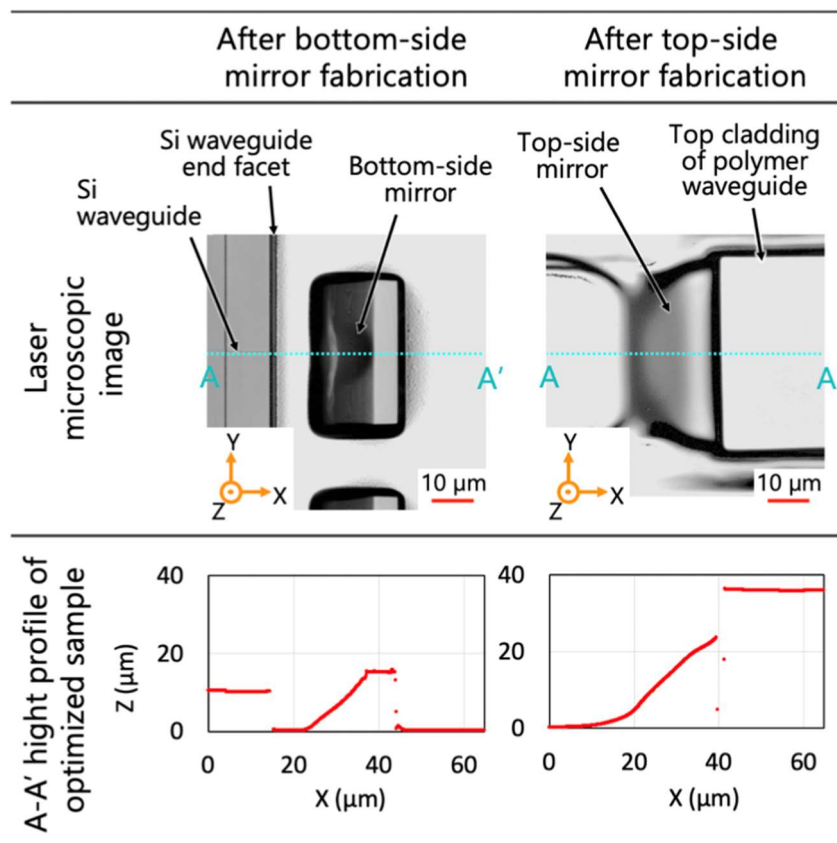 After bottom-side
mirror fabrication
After top-side
mirror fabrication
Laser
microscopic
image
Si waveguide
end facet
Si
waveguide
Bottom-side
mirror
A
A'
Y
X
Z
10 μm
Top-side
mirror
Top cladding
of polymer
waveguide
A
A
Y
X
Z
10 μm
A-A' hight profile of
optimized sample
Z (μm)
40
20
0
0 20 40 60
X (μm)
40
20
0
0 20 40 60
X (μm)